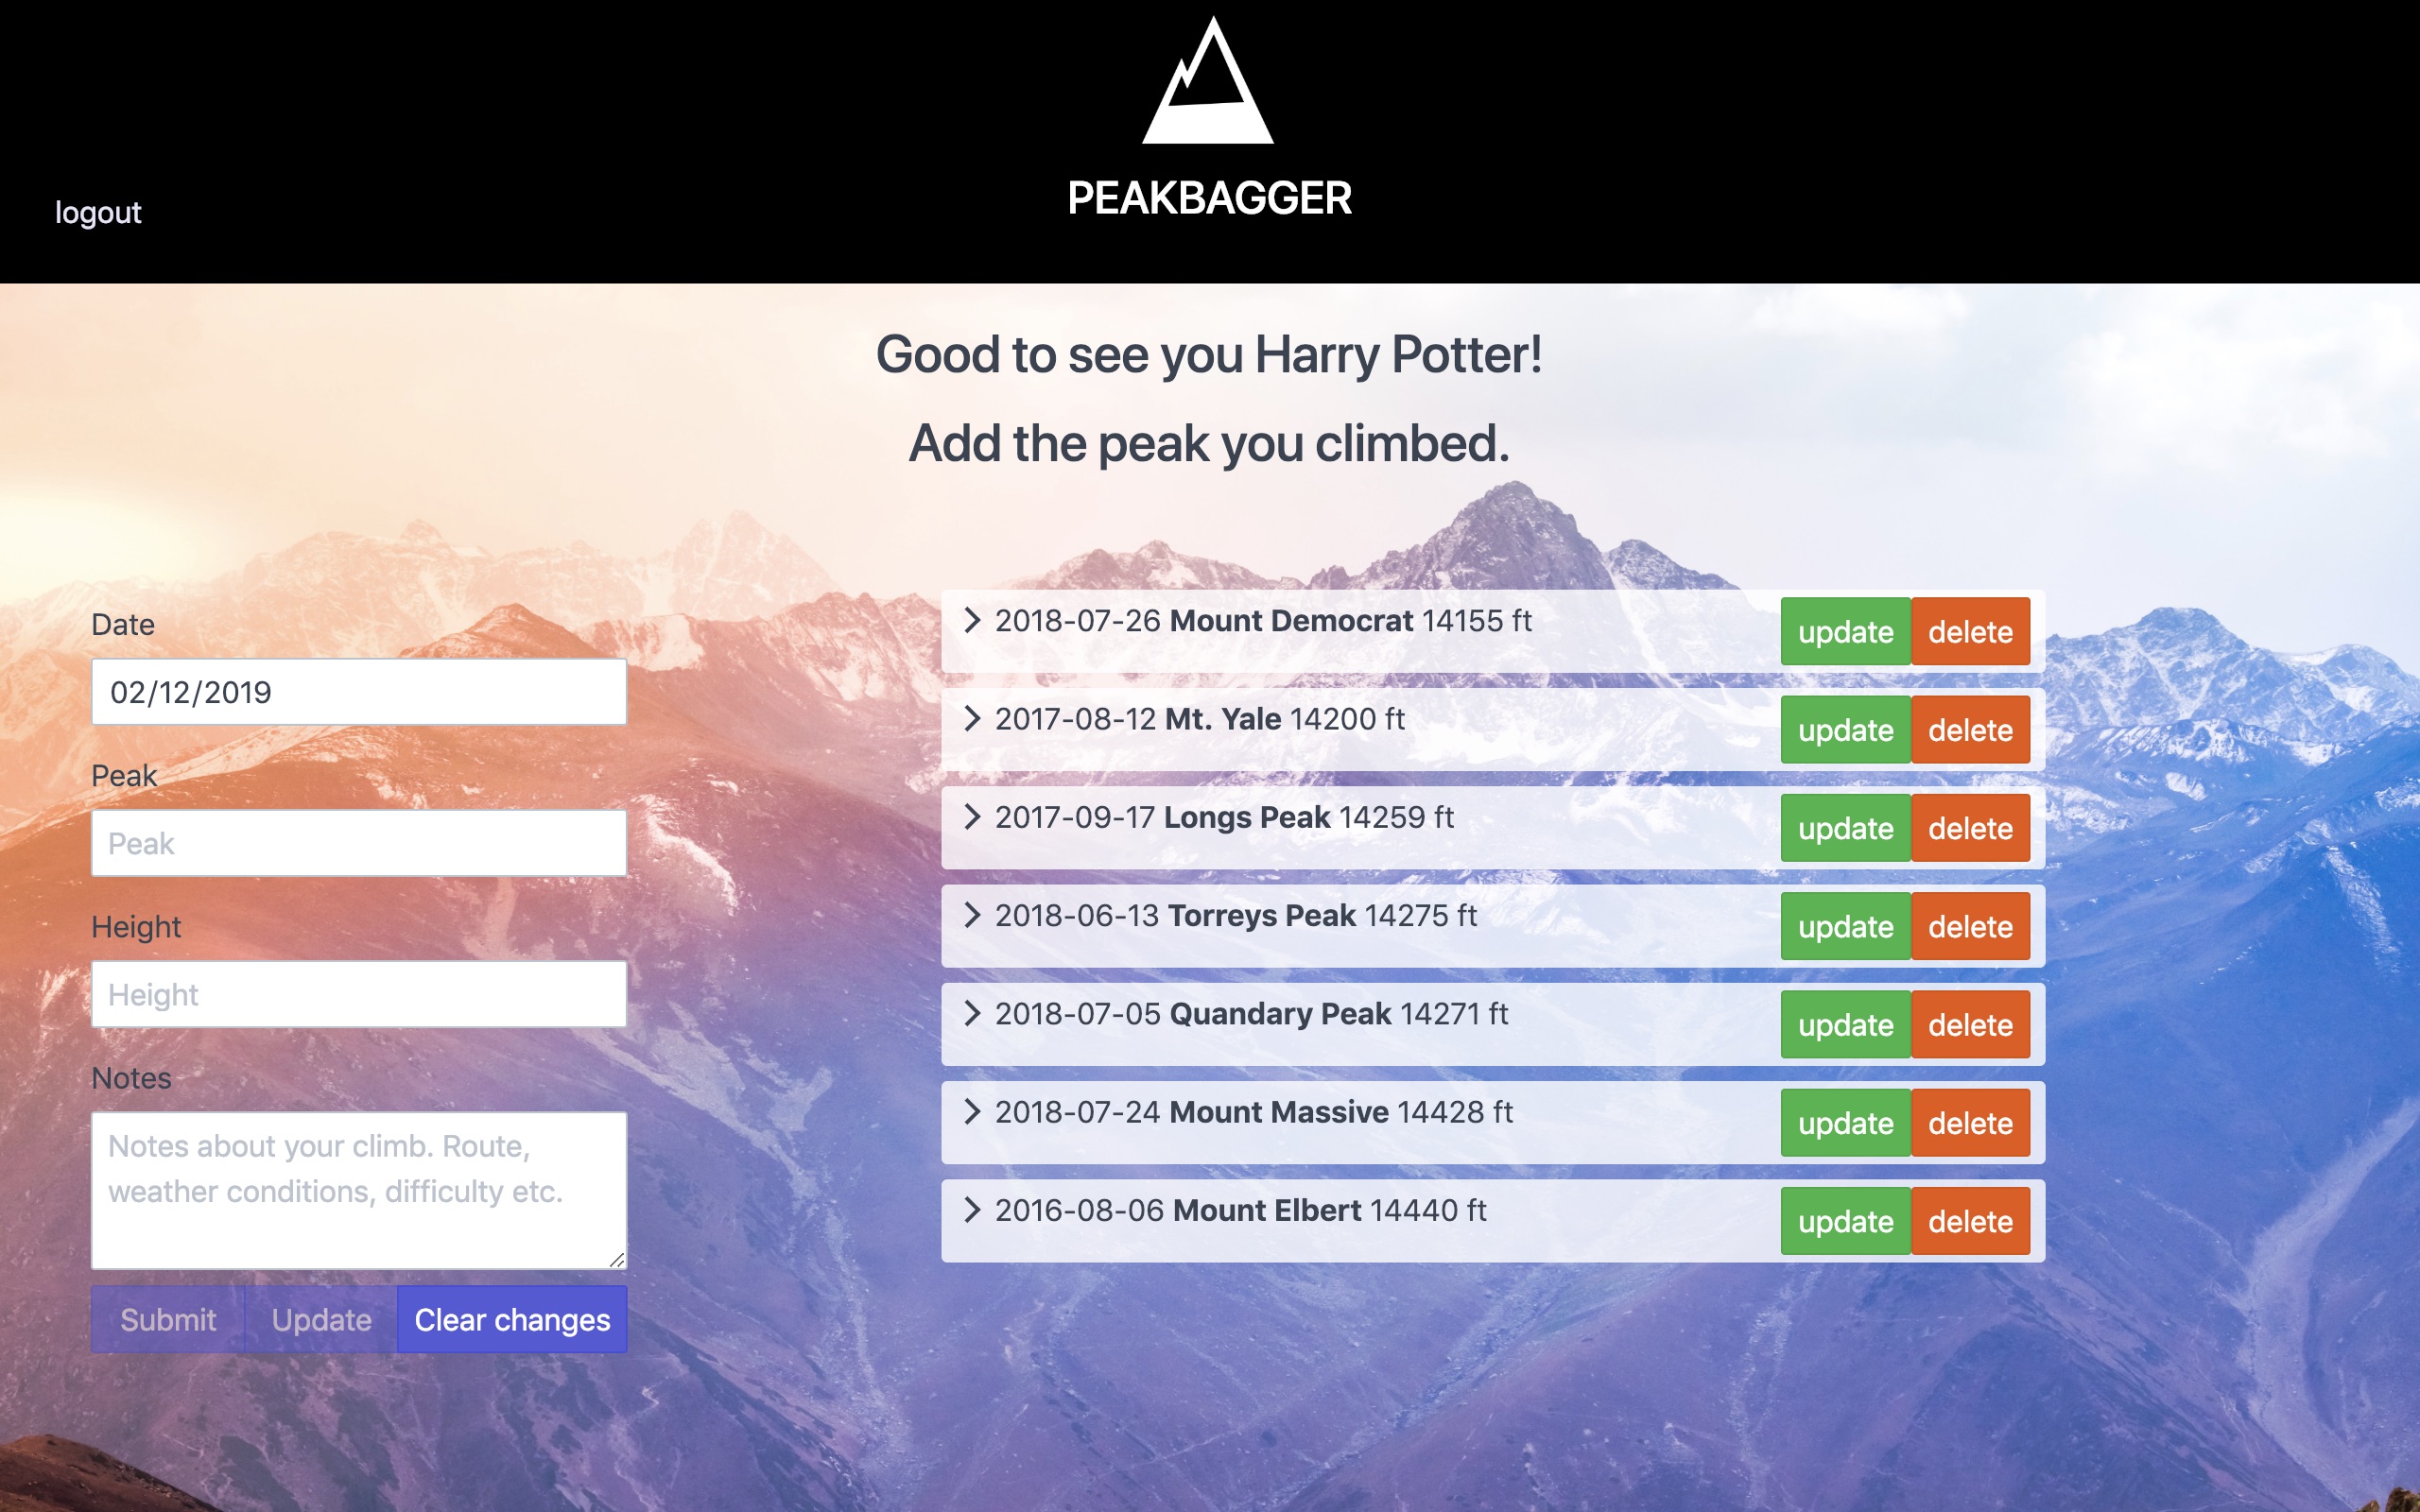 PEAKBAGGER
logout
Good to see you Harry Potter!
Add the peak you climbed.
Date
02/12/2019
Peak
Peak
Height
Height
Notes
Notes about your climb. Route,
weather conditions, difficulty etc.
Submit Update Clear changes
2018-07-26 Mount Democrat 14155 ft update delete
2017-08-12 Mt. Yale 14200 ft update delete
2017-09-17 Longs Peak 14259 ft update delete
2018-06-13 Torreys Peak 14275 ft update delete
2018-07-05 Quandary Peak 14271 ft update delete
2018-07-24 Mount Massive 14428 ft update delete
2016-08-06 Mount Elbert 14440 ft update delete